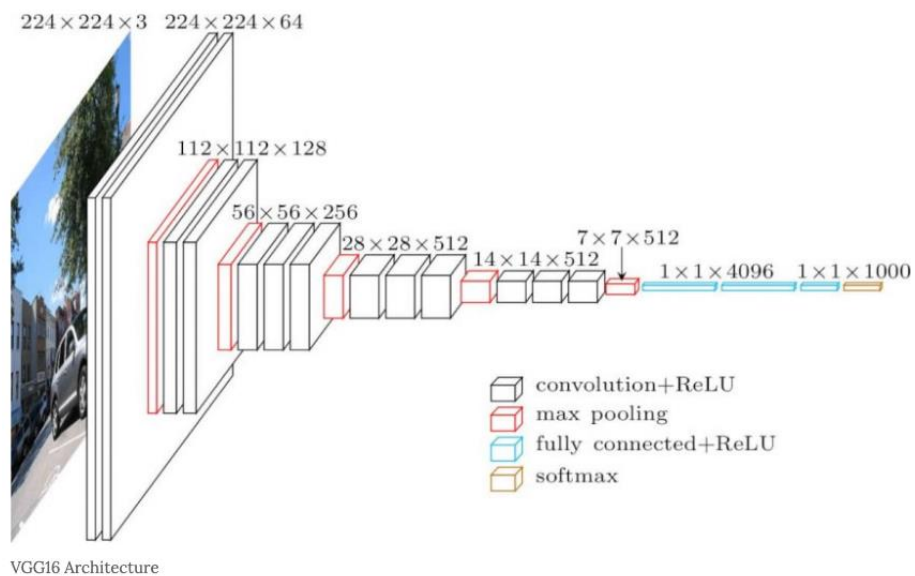 224×224×3
224×224×64
112×112×128
56×56×256
28×28×512
14×14×512
7×7×512
1×1×4096
1×1×1000
convolution+ReLU
max pooling
fully connected+ReLU
softmax
VGG16 Architecture